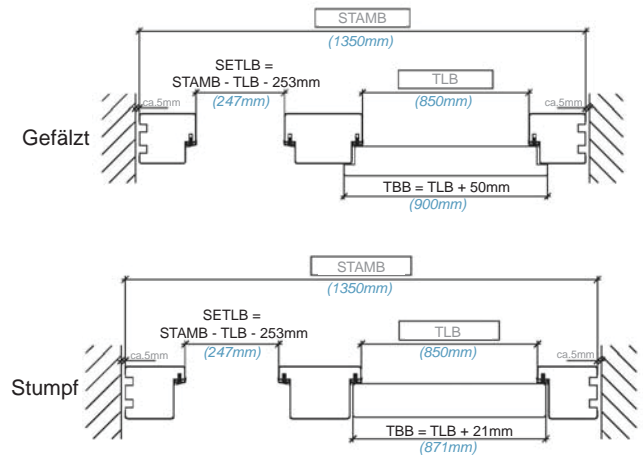 STAMB
(1350mm)
SETLB =
STAMB - TLB - 253mm
(247mm)
TLB
(850mm)
ca.5mm
ca.5mm
Gefälzt
TBB = TLB + 50mm
(900mm)
STAMB
(1350mm)
SETLB =
STAMB - TLB - 253mm
(247mm)
TLB
(850mm)
ca.5mm
ca.5mm
Stumpf
TBB = TLB + 21mm
(871mm)